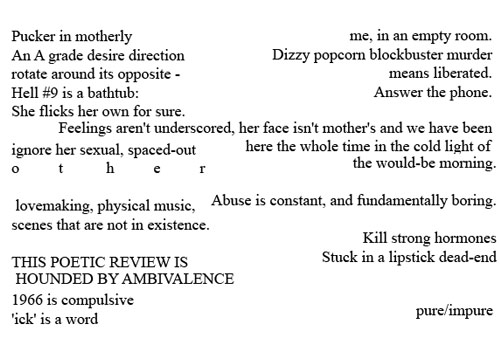 Pucker in motherly
An A grade desire direction
rotate around its opposite -
Hell #9 is a bathtub:
She flicks her own for sure.
me, in an empty room.
Dizzy popcorn blockbuster murder
means liberated.
Answer the phone.
Feelings aren't underscored, her face isn't mother's and we have been
ignore her sexual, spaced-out
o t h e r
here the whole time in the cold light of
the would-be morning.
lovemaking, physical music,
scenes that are not in existence.
Abuse is constant, and fundamentally boring.
Kill strong hormones
Stuck in a lipstick dead-end
THIS POETIC REVIEW IS
HOUNDED BY AMBIVALENCE
1966 is compulsive
'ick' is a word
pure/impure